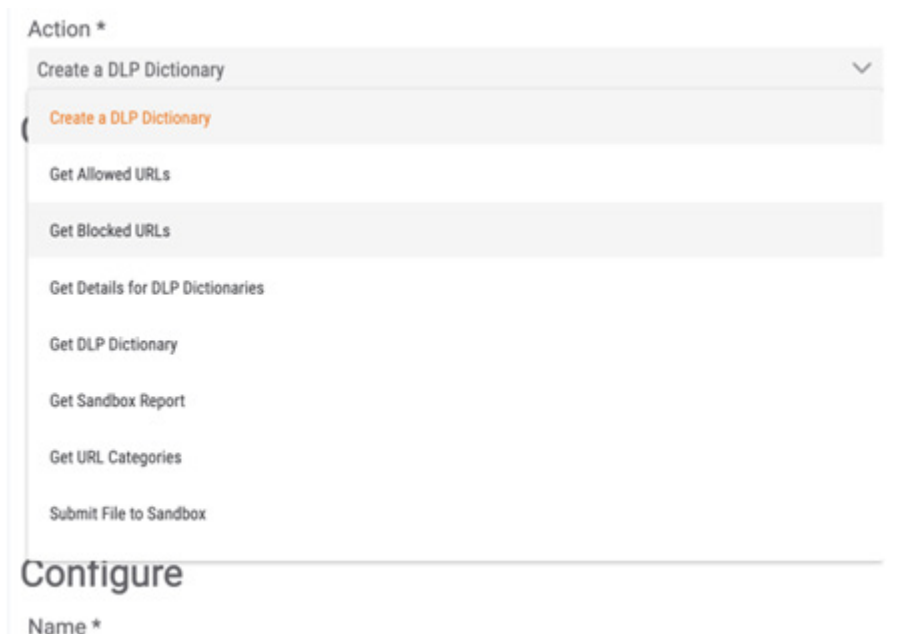 Action *
Create a DLP Dictionary
Create a DLP Dictionary
Get Allowed URLs
Get Blocked URLs
Get Details for DLP Dictionaries
Get DLP Dictionary
Get Sandbox Report
Get URL Categories
Submit File to Sandbox
Configure
Name *